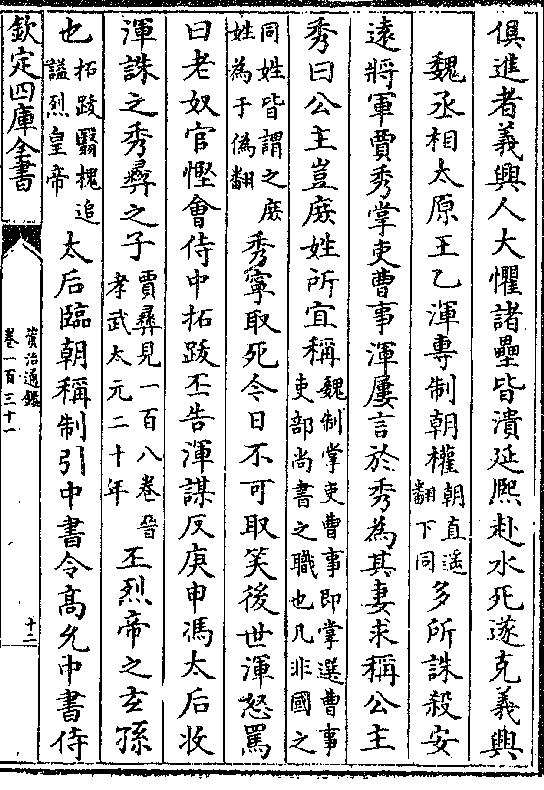 俱進者義興人大懼諸壘皆潰延熙赴水死遂克義興
魏丞相太原王乙渾專制朝權朝直遥翻下同多所誅殺安
遠將軍賈秀掌吏曹事渾屢言於秀為其妻求稱公主
秀曰公主豈庶姓所宜稱魏制掌吏曹事即掌選曹事吏部尚書之職也凡非國之
同姓皆謂之庶姓為于偽翻秀寧取死今日不可取笑後世渾怒罵
曰老奴官慳會侍中拓跋丕告渾謀反庚申馮太后收
渾誅之秀彝之子賈彝見一百八卷晉孝武太元二十年丕烈帝之玄孫
也拓跋翳槐追謚烈皇帝太后臨朝稱制引中書令高允中書侍
欽定四庫全書
資治通鑑
卷一百三十一
十二